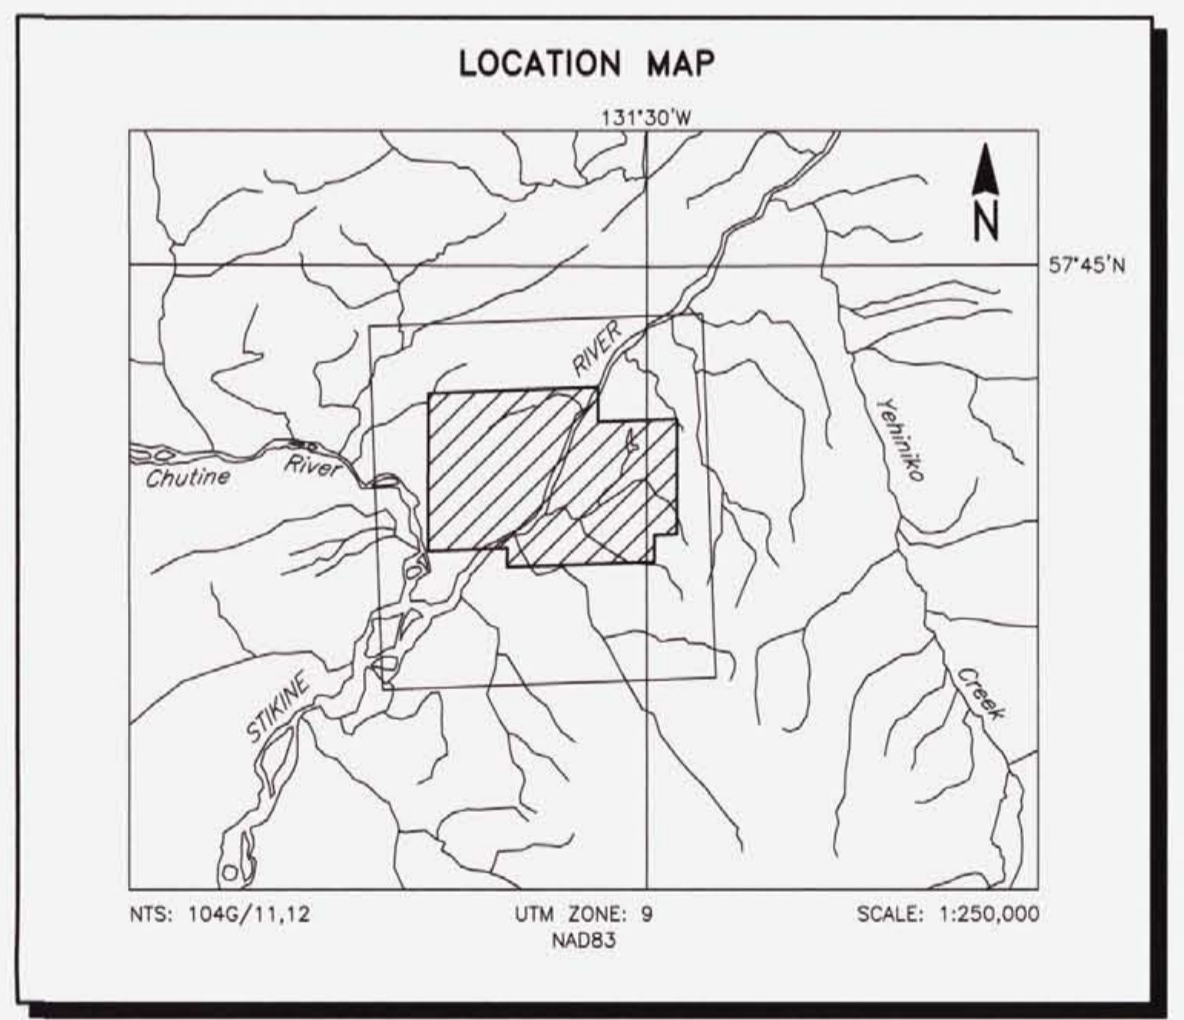 LOCATION MAP
131°30'W
N
57°45'N
RIVER
Yehiniko
Chutine
River
STIKINE
Creek
NTS: 104G/11,12
UTM ZONE: 9
SCALE: 1:250,000
NAD83